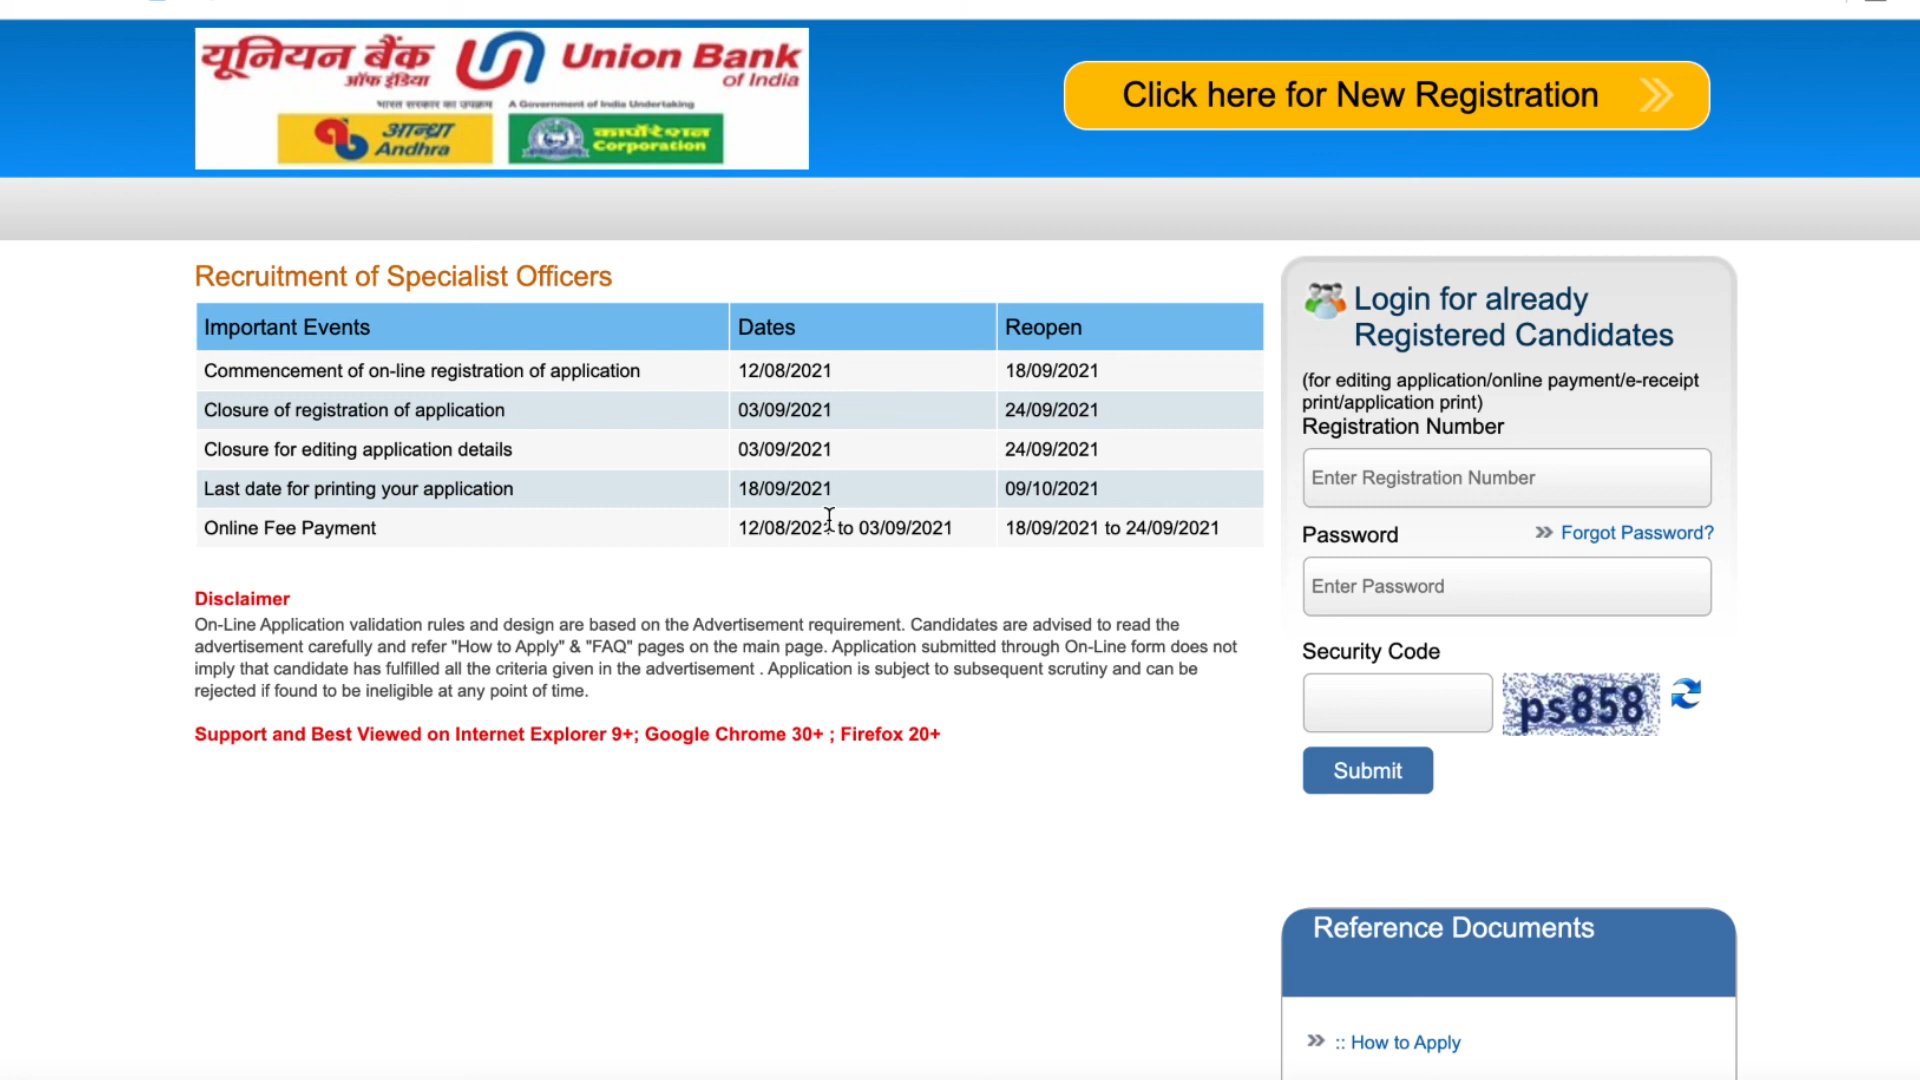 यूनियन बैंक
ऑफ इंडिया
Union Bank
of India
भारत सरकार का उपक्रम A Government of India Undertaking
आन्ध्रा
Andhra
कार्पोरेशन
Corporation
Click here for New Registration
Recruitment of Specialist Officers
Important Events Dates Reopen
Commencement of on-line registration of application 12/08/2021 18/09/2021
Closure of registration of application 03/09/2021 24/09/2021
Closure for editing application details 03/09/2021 24/09/2021
Last date for printing your application 18/09/2021 09/10/2021
Online Fee Payment 12/08/2021 to 03/09/2021 18/09/2021 to 24/09/2021
Disclaimer
On-Line Application validation rules and design are based on the Advertisement requirement. Candidates are advised to read the
advertisement carefully and refer "How to Apply" & "FAQ" pages on the main page. Application submitted through On-Line form does not
imply that candidate has fulfilled all the criteria given in the advertisement . Application is subject to subsequent scrutiny and can be
rejected if found to be ineligible at any point of time.
Support and Best Viewed on Internet Explorer 9+; Google Chrome 30+ ; Firefox 20+
Login for already
Registered Candidates
(for editing application/online payment/e-receipt
print/application print)
Registration Number
Enter Registration Number
Password
Forgot Password?
Enter Password
Security Code
ps858
Submit
Reference Documents
:: How to Apply